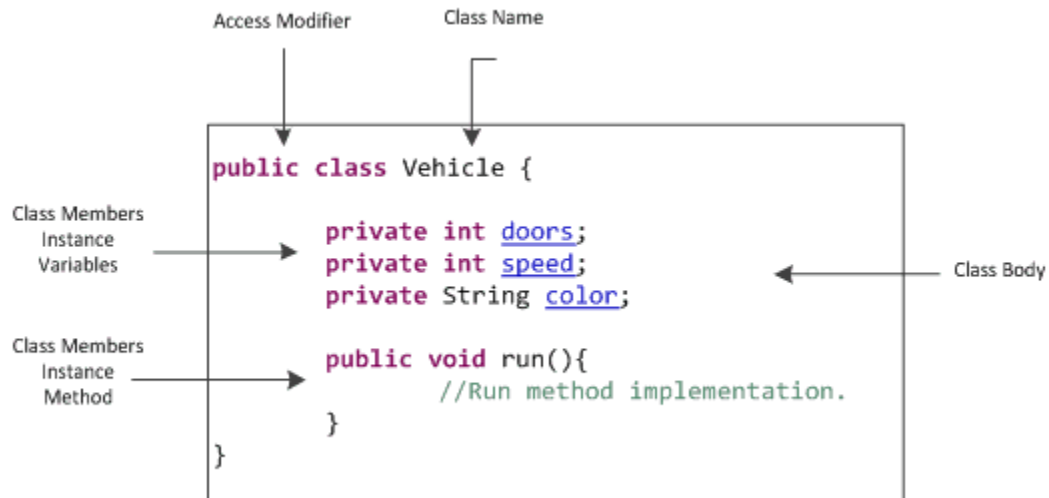 Access Modifier
Class Name
public class Vehicle {
Class Members
Instance
Variables
private int doors;
private int speed;
private String color;
Class Body
Class Members
Instance
Method
public void run(){
//Run method implementation.
}
}